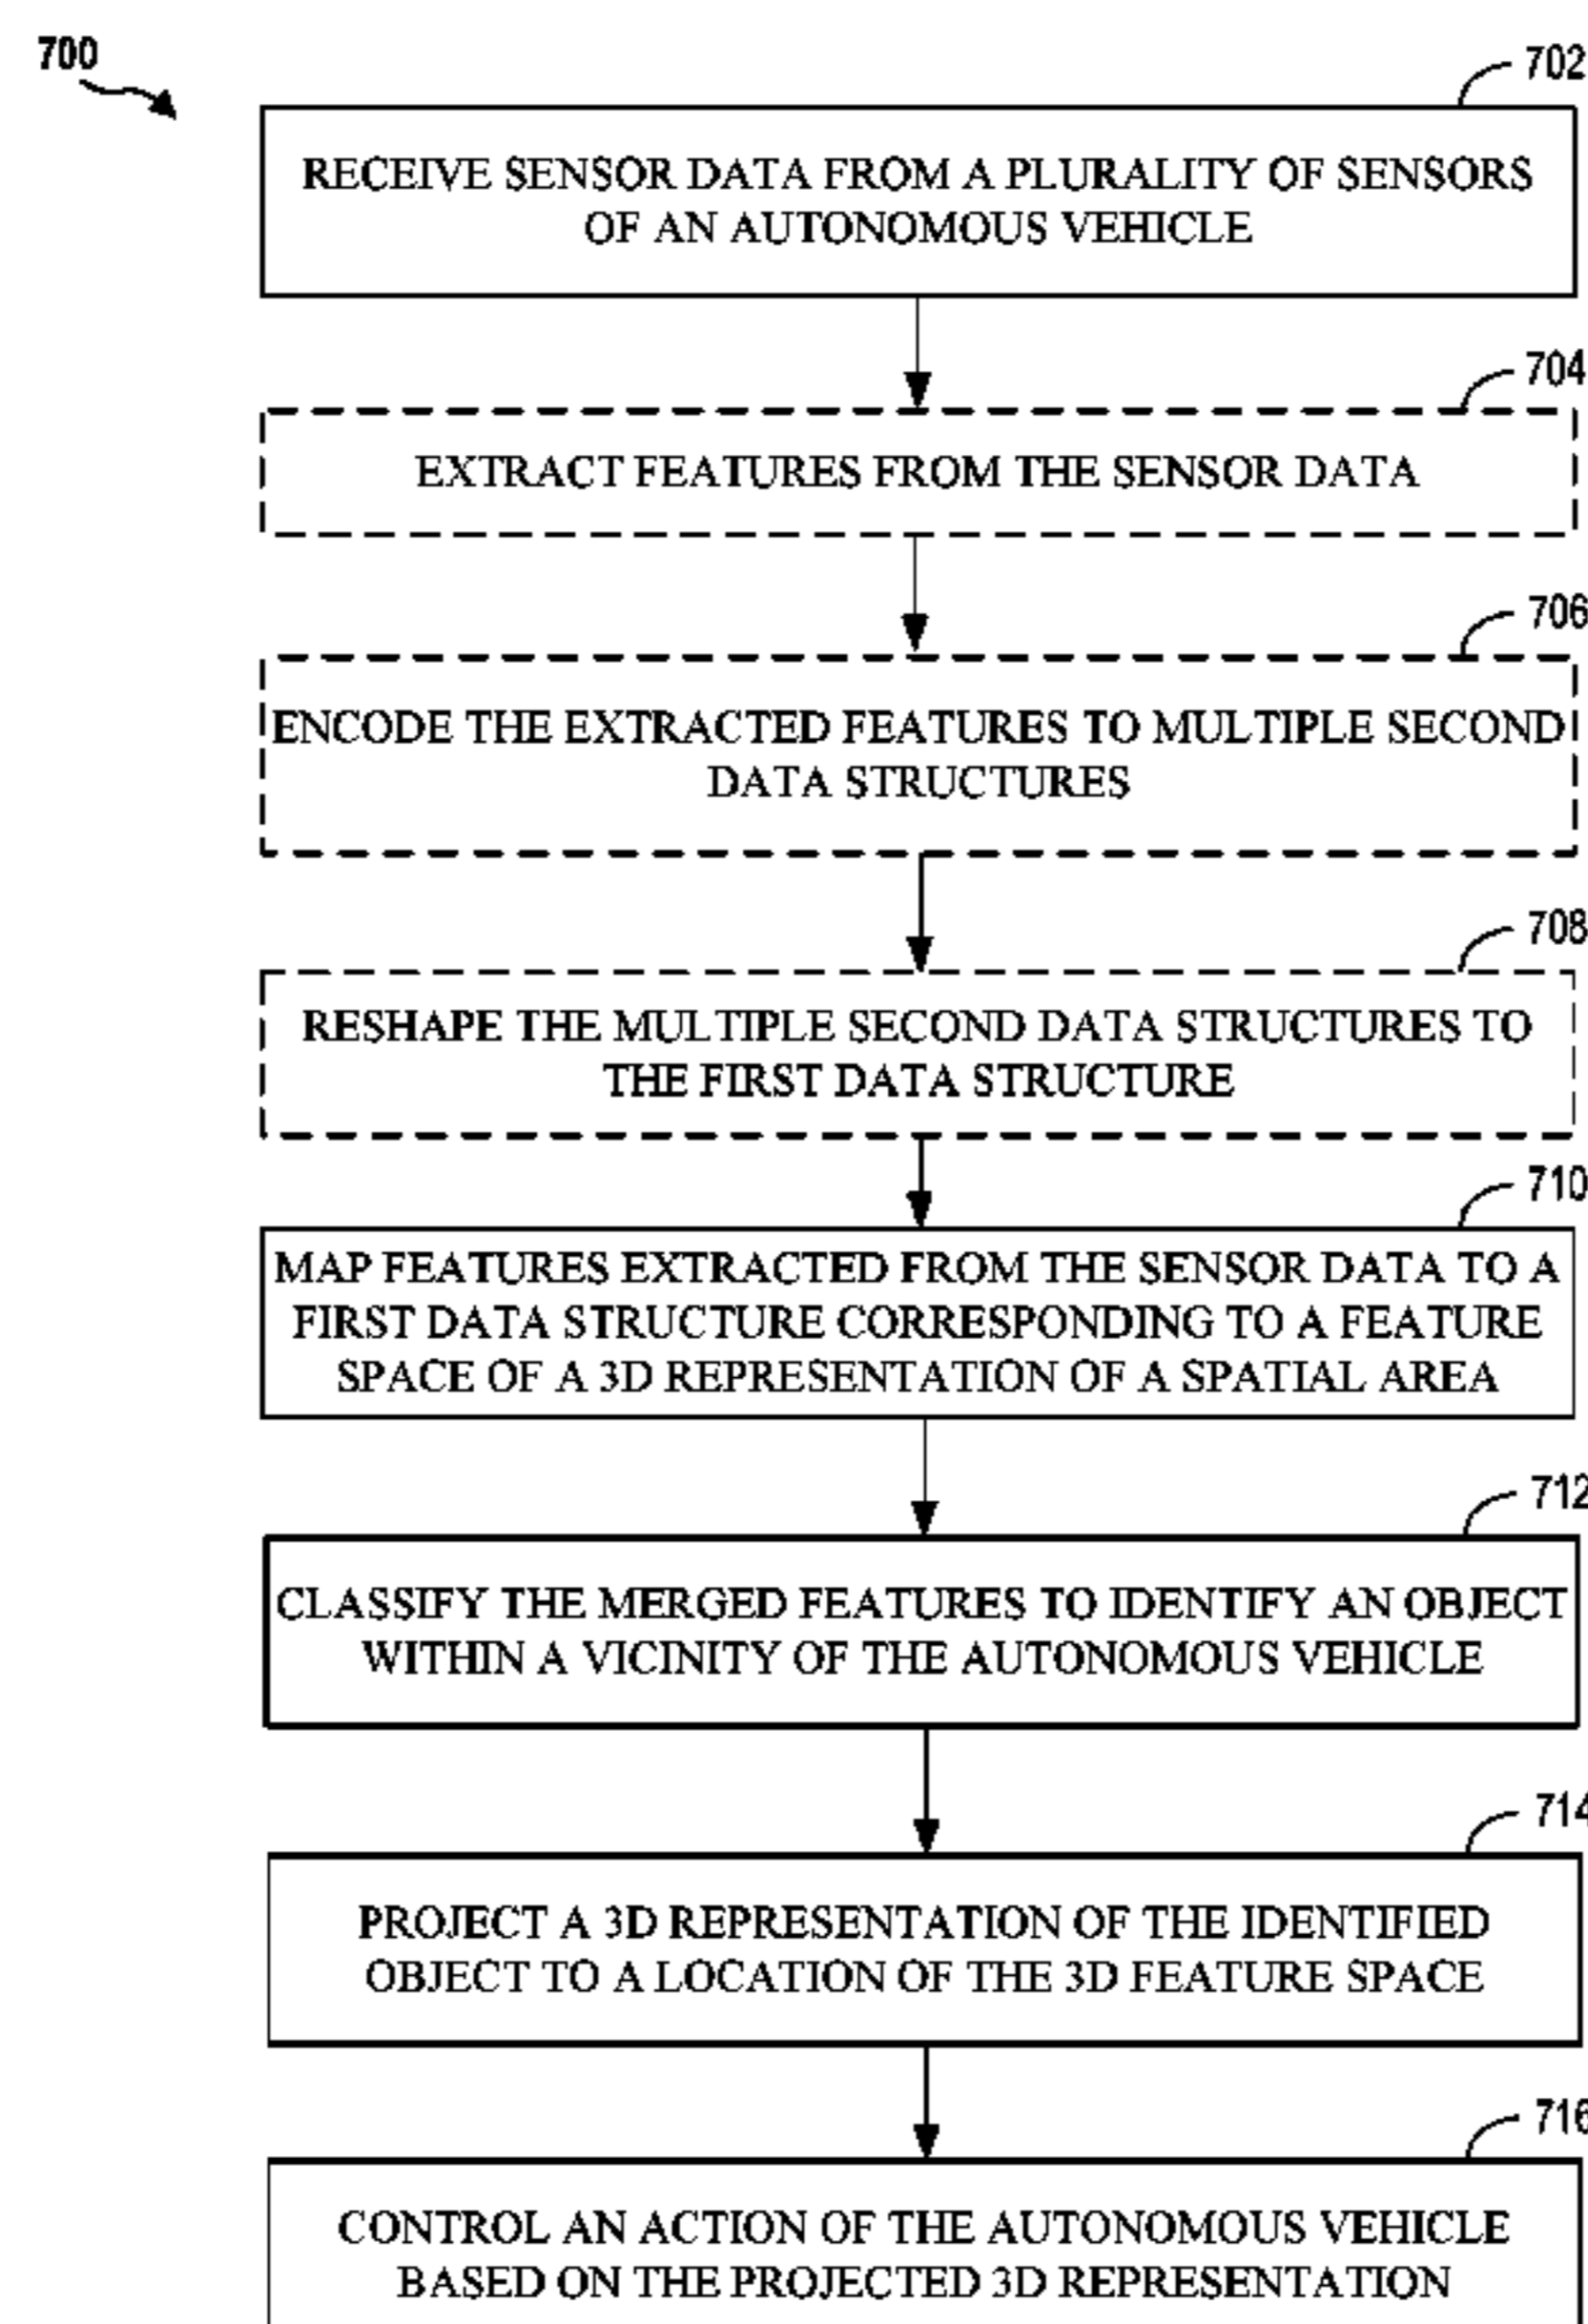 700
702
RECEIVE SENSOR DATA FROM A PLURALITY OF SENSORS
OF AN AUTONOMOUS VEHICLE
704
EXTRACT FEATURES FROM THE SENSOR DATA
706
ENCODE THE EXTRACTED FEATURES TO MULTIPLE SECOND
DATA STRUCTURES
708
RESHAPE THE MULTIPLE SECOND DATA STRUCTURES TO
THE FIRST DATA STRUCTURE
710
MAP FEATURES EXTRACTED FROM THE SENSOR DATA TO A
FIRST DATA STRUCTURE CORRESPONDING TO A FEATURE
SPACE OF A 3D REPRESENTATION OF A SPATIAL AREA
712
CLASSIFY THE MERGED FEATURES TO IDENTIFY AN OBJECT
WITHIN A VICINITY OF THE AUTONOMOUS VEHICLE
714
PROJECT A 3D REPRESENTATION OF THE IDENTIFIED
OBJECT TO A LOCATION OF THE 3D FEATURE SPACE
716
CONTROL AN ACTION OF THE AUTONOMOUS VEHICLE
BASED ON THE PROJECTED 3D REPRESENTATION